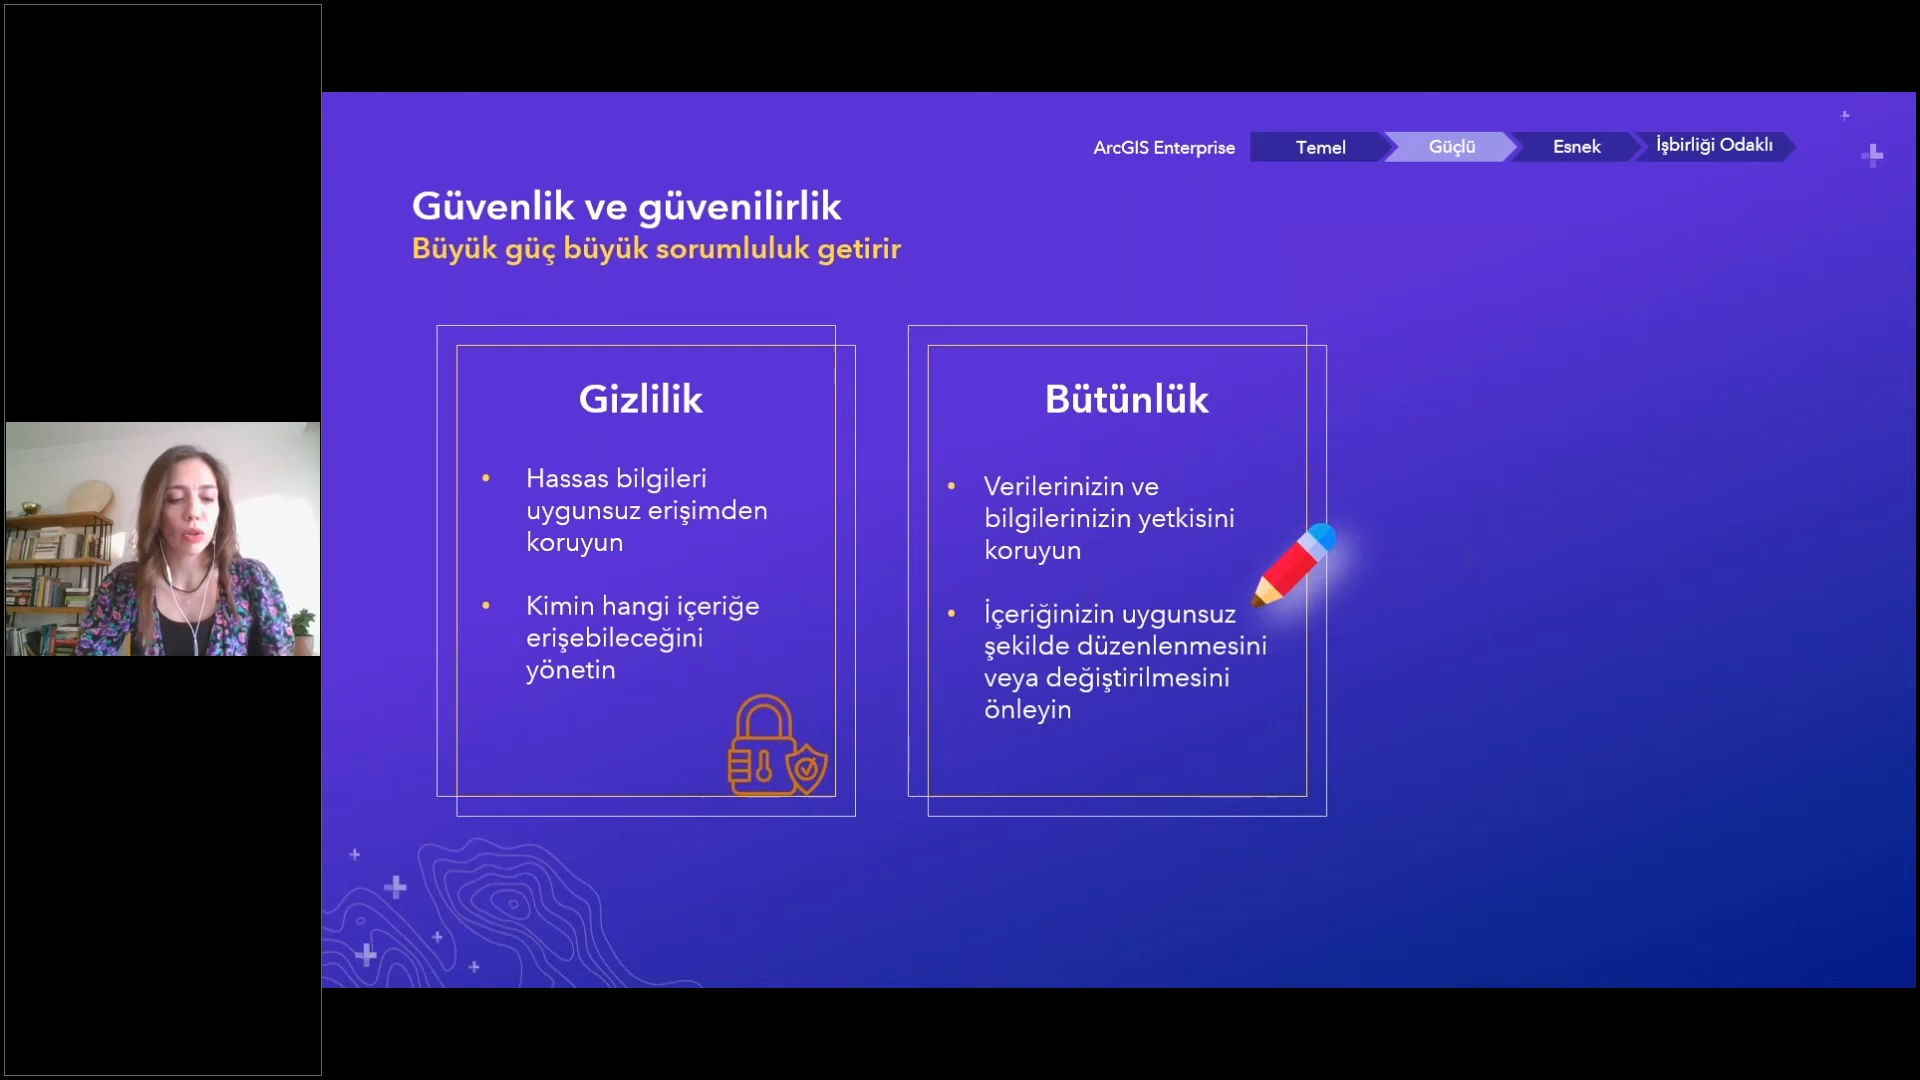 ArcGIS Enterprise Temel Güçlü Esnek İşbirliği Odaklı
Güvenlik ve güvenilirlik
Büyük güç büyük sorumluluk getirir
Gizlilik
• Hassas bilgileri
uygunsuz erişimden
koruyun
• Kimin hangi içeriğe
erişebileceğini
yönetin
Bütünlük
• Verilerinizin ve
bilgilerinizin yetkisini
koruyun
• İçeriğinizin uygunsuz
şekilde düzenlenmesini
veya değiştirilmesini
önleyin